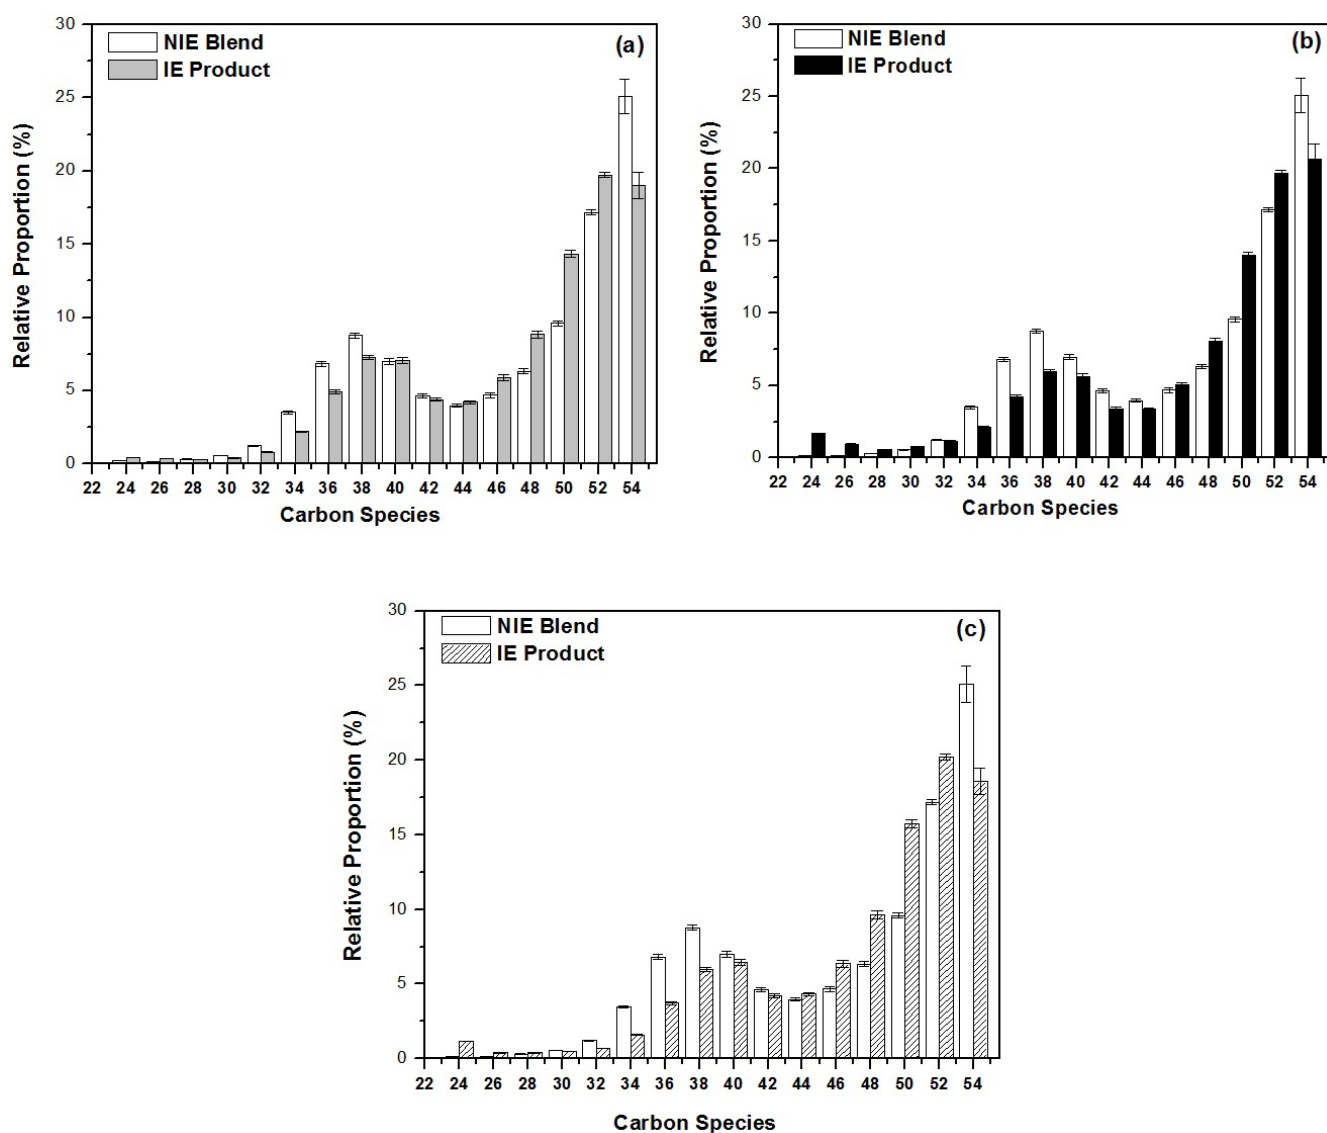 30
25
20
15
10
5
0
Relative Proportion (%)
NIE Blend
IE Product
(a)
22 24 26 28 30 32 34 36 38 40 42 44 46 48 50 52 54
Carbon Species
30
25
20
15
10
5
0
Relative Proportion (%)
NIE Blend
IE Product
(b)
22 24 26 28 30 32 34 36 38 40 42 44 46 48 50 52 54
Carbon Species
30
25
20
15
10
5
0
Relative Proportion (%)
NIE Blend
IE Product
(c)
22 24 26 28 30 32 34 36 38 40 42 44 46 48 50 52 54
Carbon Species